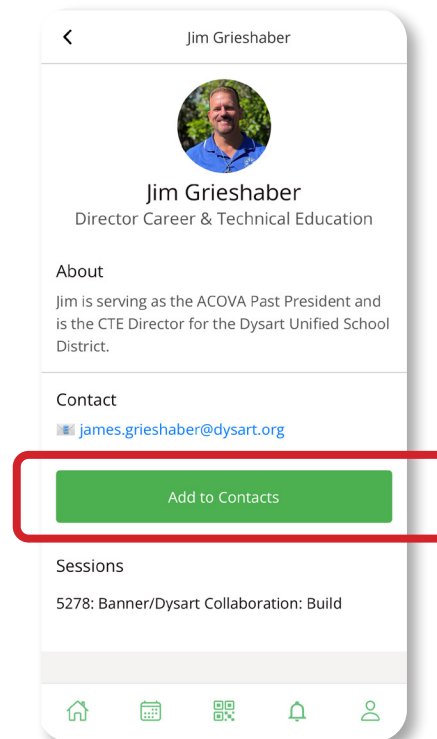 Jim Grieshaber
Jim Grieshaber
Director Career & Technical Education
About
Jim is serving as the ACOVA Past President and
is the CTE Director for the Dysart Unified School
District.
Contact
james.grieshaber@dysart.org
Add to Contacts
Sessions
5278: Banner/Dysart Collaboration: Build